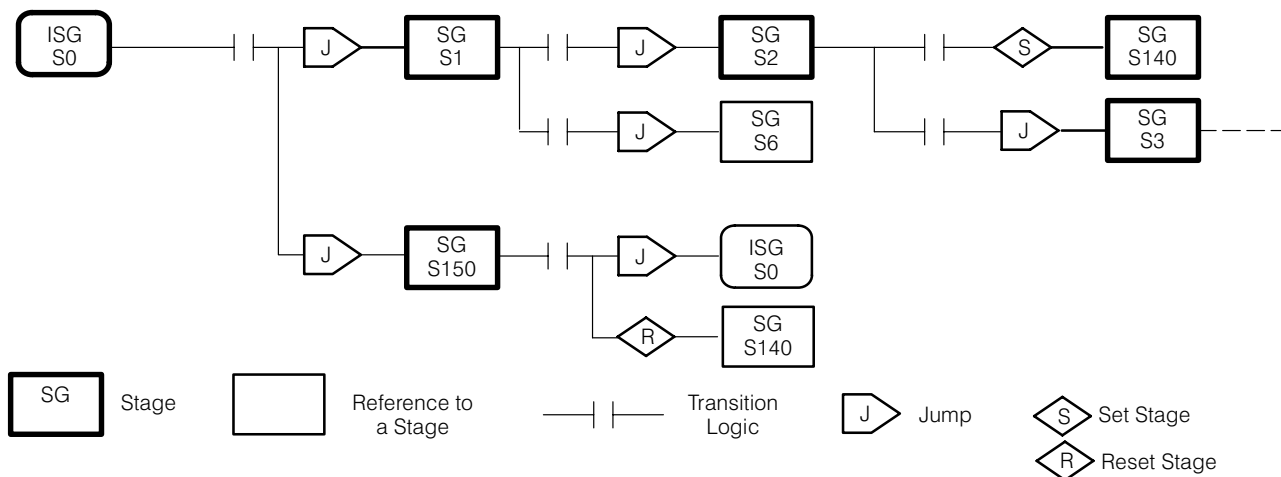 ISG
S0
J
SG
S1
J
SG
S2
S
SG
S140
J
SG
S6
J
SG
S3
J
SG
S150
J
ISG
S0
R
SG
S140
SG
Stage
Reference to
a Stage
Transition
Logic
J
Jump
S
Set Stage
R
Reset Stage